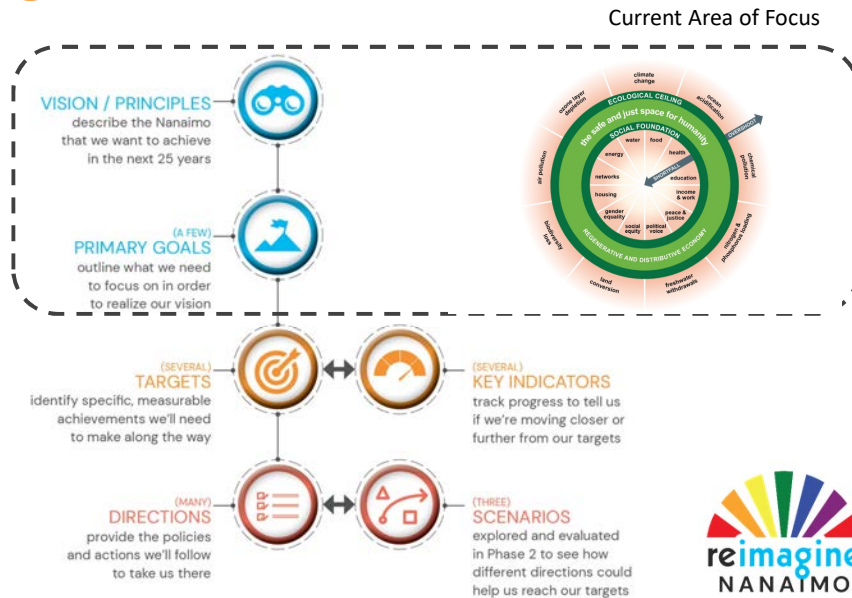 Current Area of Focus
VISION / PRINCIPLES
describe the Nanaimo
that we want to achieve
in the next 25 years
(A FEW)
PRIMARY GOALS
outline what we need
to focus on in order
to realize our vision
climate
change
ocean
acidification
chemical
pollution
nitrogen &
phosphorus loading
freshwater
withdrawals
land
conversion
biodiversity
loss
air pollution
ozone layer
depletion
ECOLOGICAL CEILING
the safe and just space for humanity
SOCIAL FOUNDATION
OVERSHOOT
SHORTFALL
water
food
health
education
income
& work
peace &
justice
political
voice
social
equity
gender
equality
housing
networks
energy
REGENERATIVE AND DISTRIBUTIVE ECONOMY
(SEVERAL)
TARGETS
identify specific, measurable
achievements we'll need
to make along the way
(SEVERAL)
KEY INDICATORS
track progress to tell us
if we're moving closer or
further from our targets
(MANY)
DIRECTIONS
provide the policies
and actions we'll follow
to take us there
(THREE)
SCENARIOS
explored and evaluated
in Phase 2 to see how
different directions could
help us reach our targets
reimagine
NANAIMO